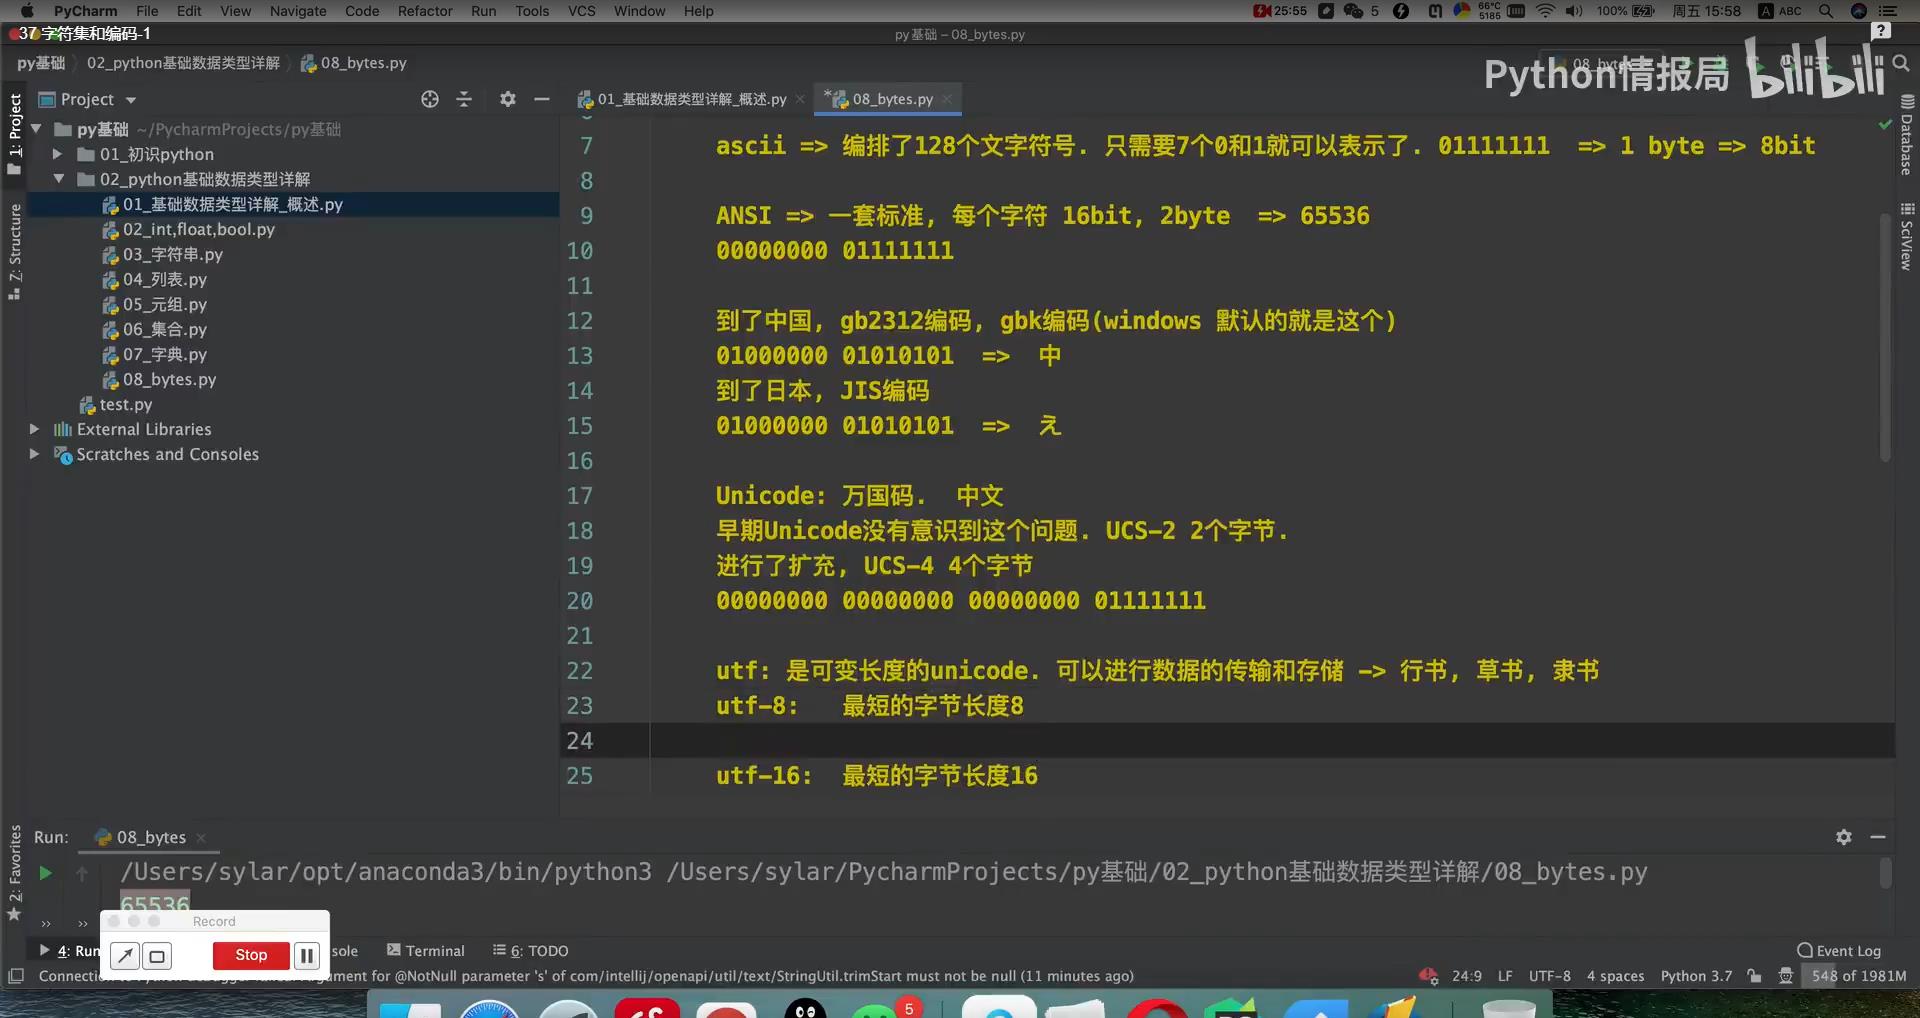 PyCharm File Edit View Navigate Code Refactor Run Tools VCS Window Help 25:55 5 66°C 5185 100% 周五 15:58 A ABC
37 字符集和编码-1
py基础 – 08_bytes.py
py基础 02_python基础数据类型详解 08_bytes.py
Python情报局 bilibili
Project
01_基础数据类型详解_概述.py
08_bytes.py
1: Project
7: Structure
2: Favorites
Database
SciView
py基础 ~/PycharmProjects/py基础
01_初识python
02_python基础数据类型详解
01_基础数据类型详解_概述.py
02_int,float,bool.py
03_字符串.py
04_列表.py
05_元组.py
06_集合.py
07_字典.py
08_bytes.py
test.py
External Libraries
Scratches and Consoles
7 ascii => 编排了128个文字符号. 只需要7个0和1就可以表示了. 01111111 => 1 byte => 8bit
8
9 ANSI => 一套标准, 每个字符 16bit, 2byte => 65536
10 00000000 01111111
11
12 到了中国, gb2312编码, gbk编码(windows 默认的就是这个)
13 01000000 01010101 => 中
14 到了日本, JIS编码
15 01000000 01010101 => え
16
17 Unicode: 万国码. 中文
18 早期Unicode没有意识到这个问题. UCS-2 2个字节.
19 进行了扩充, UCS-4 4个字节
20 00000000 00000000 00000000 01111111
21
22 utf: 是可变长度的unicode. 可以进行数据的传输和存储 -> 行书, 草书, 隶书
23 utf-8: 最短的字节长度8
24
25 utf-16: 最短的字节长度16
Run: 08_bytes
/Users/sylar/opt/anaconda3/bin/python3 /Users/sylar/PycharmProjects/py基础/02_python基础数据类型详解/08_bytes.py
65536
Record
Stop
4: Run
Terminal
6: TODO
Event Log
for @NotNull parameter 's' of com/intellij/openapi/util/text/StringUtil.trimStart must not be null (11 minutes ago)
24:9 LF UTF-8 4 spaces Python 3.7 548 of 1981M
5